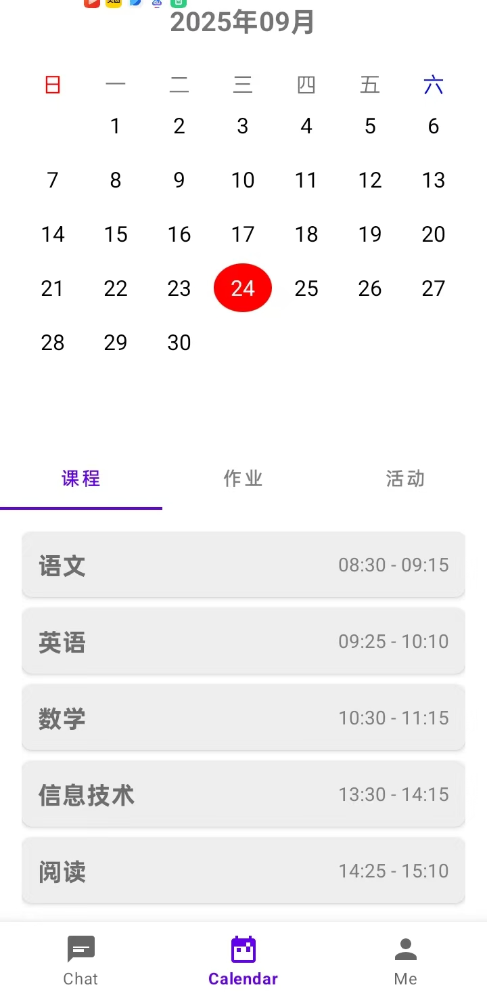 2025年09月
日 一 二 三 四 五 六
1 2 3 4 5 6
7 8 9 10 11 12 13
14 15 16 17 18 19 20
21 22 23 24 25 26 27
28 29 30
课程 作业 活动
语文 08:30 - 09:15
英语 09:25 - 10:10
数学 10:30 - 11:15
信息技术 13:30 - 14:15
阅读 14:25 - 15:10
Chat Calendar Me